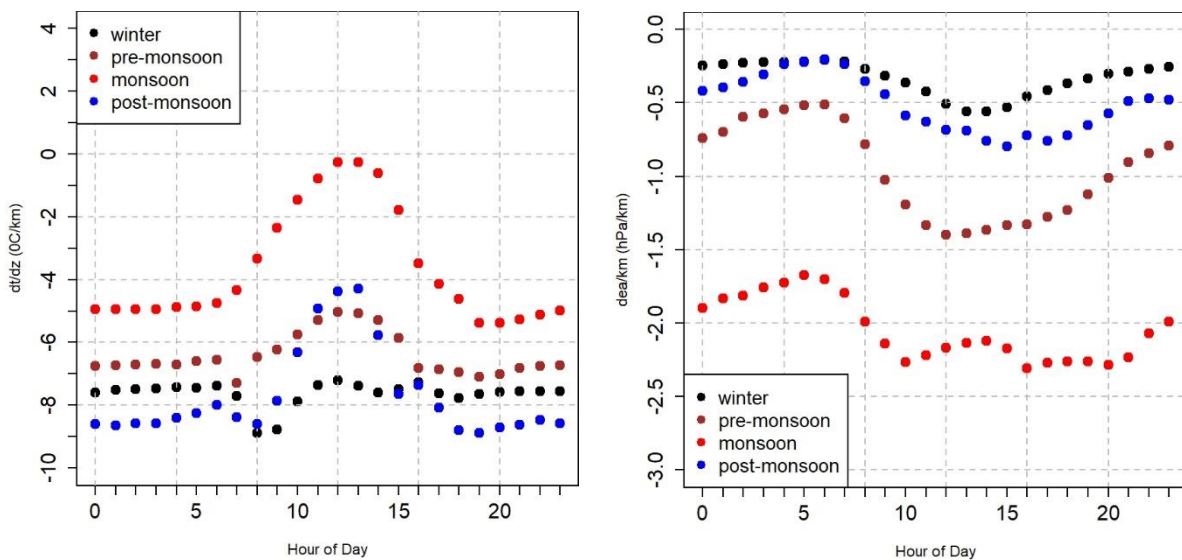 4
2
0
-2
-4
-6
-8
-10
dt/dz (0C/km)
winter
pre-monsoon
monsoon
post-monsoon
0 5 10 15 20
Hour of Day
0.0
-0.5
-1.0
-1.5
-2.0
-2.5
-3.0
dea/km (hPa/km)
winter
pre-monsoon
monsoon
post-monsoon
0 5 10 15 20
Hour of Day